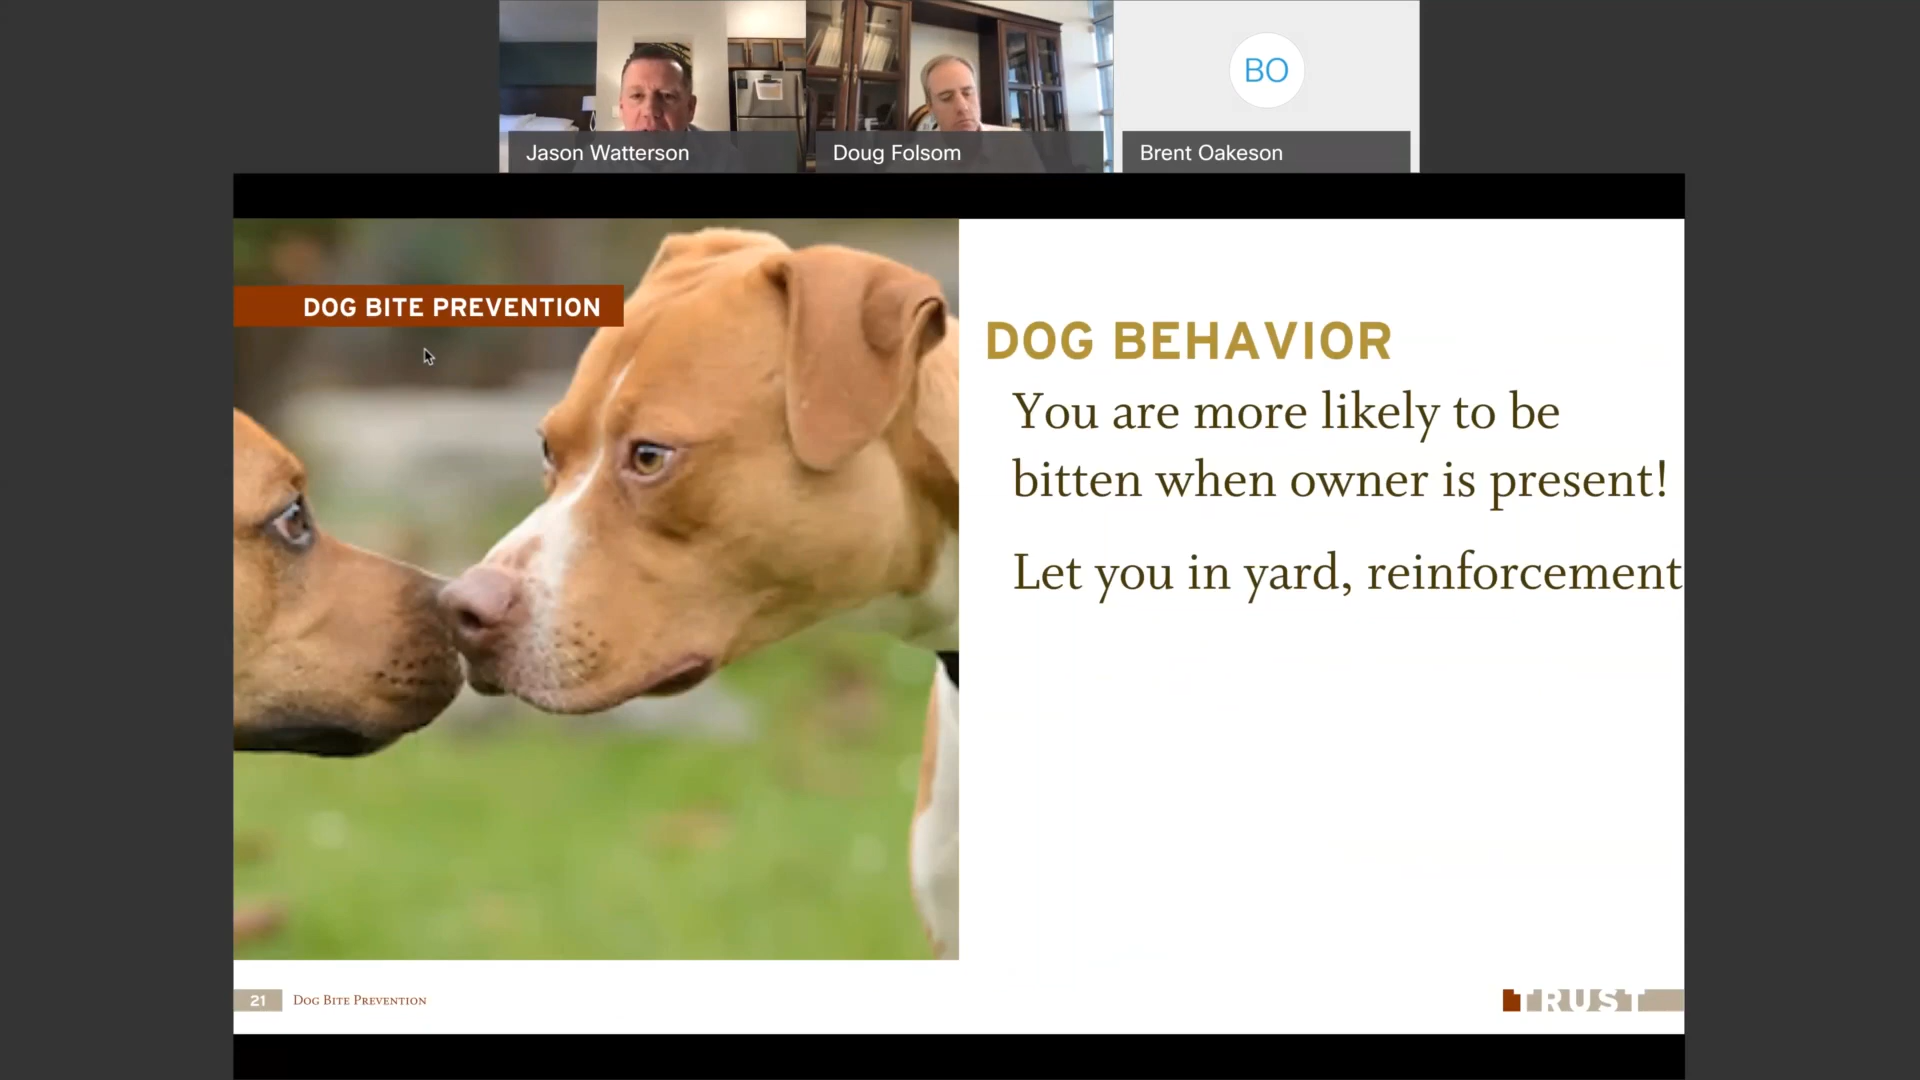 BO
Jason Watterson
Doug Folsom
Brent Oakeson
DOG BITE PREVENTION
DOG BEHAVIOR
You are more likely to be
bitten when owner is present!
Let you in yard, reinforcement
21 Dog Bite Prevention
TRUST